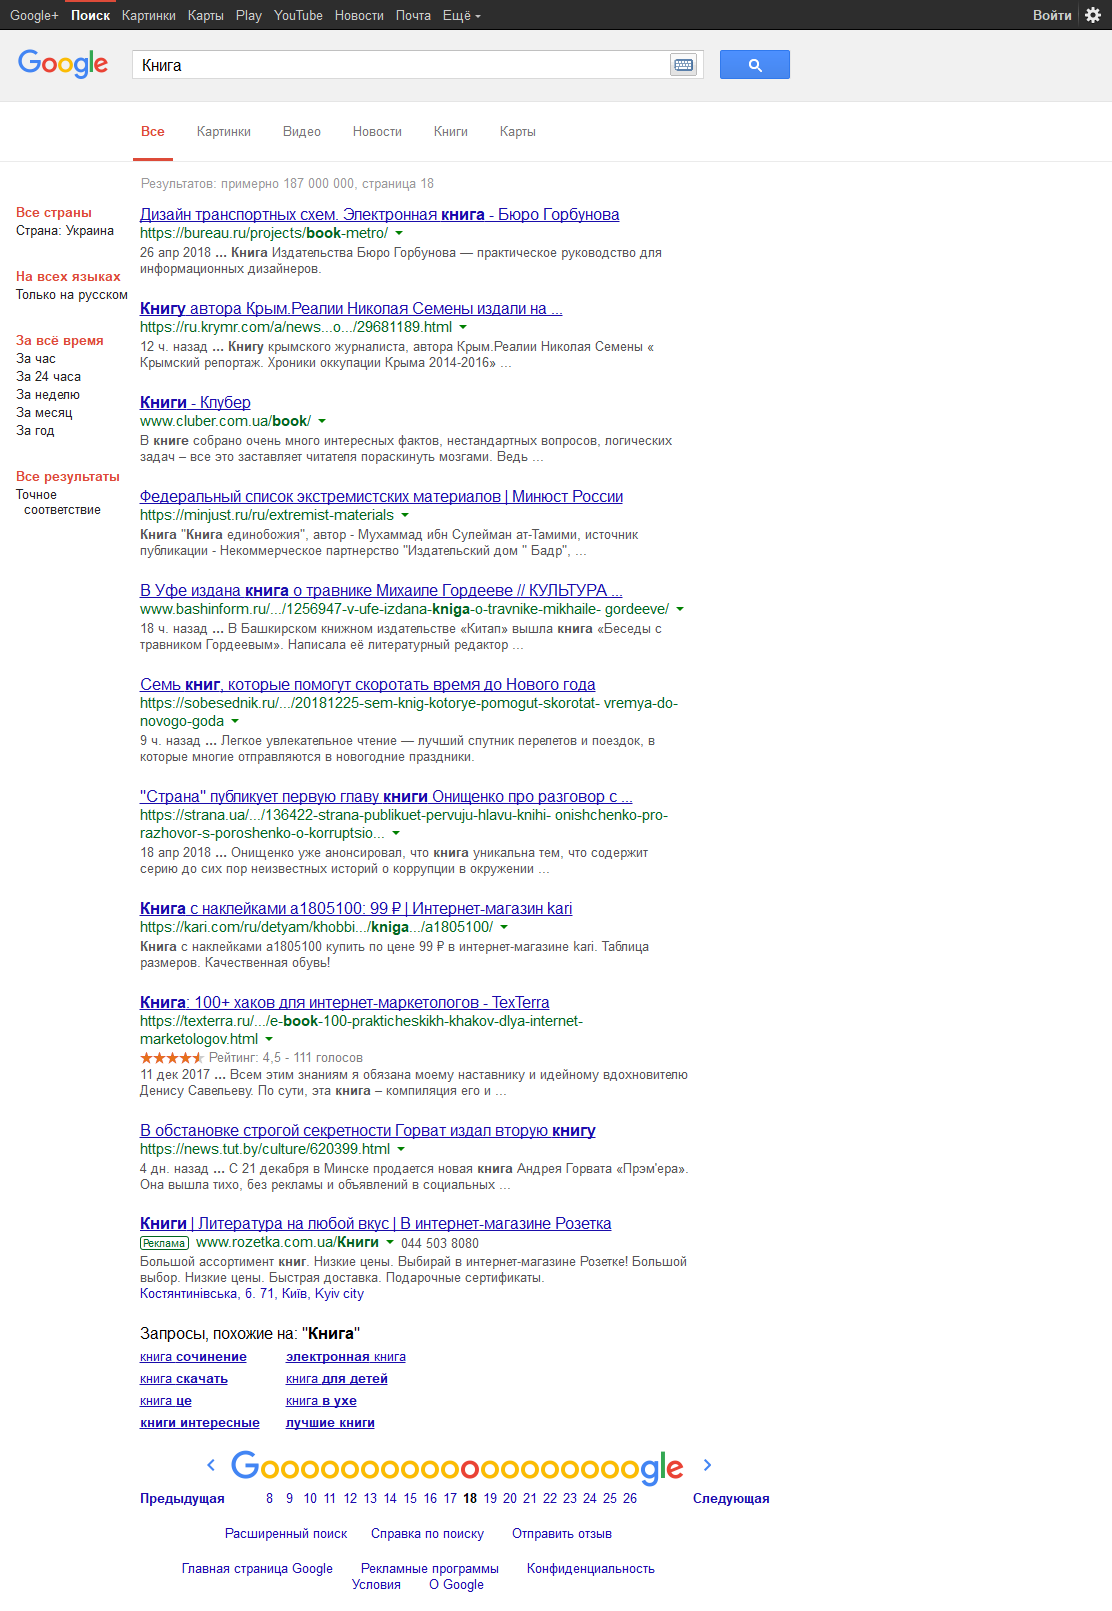 Google+ Поиск Картинки Карты Play YouTube Новости Почта Ещё Войти
Google Книга
Все Картинки Видео Новости Книги Карты
Результатов: примерно 187 000 000, страница 18
Все страны
Страна: Украина
На всех языках
Только на русском
За всё время
За час
За 24 часа
За неделю
За месяц
За год
Все результаты
Точное
соответствие
Дизайн транспортных схем. Электронная книга - Бюро Горбунова
https://bureau.ru/projects/book-metro/
26 апр 2018 ... Книга Издательства Бюро Горбунова — практическое руководство для
информационных дизайнеров.
Книгу автора Крым.Реалии Николая Семены издали на ...
https://ru.krymr.com/a/news...o.../29681189.html
12 ч. назад ... Книгу крымского журналиста, автора Крым.Реалии Николая Семены «
Крымский репортаж. Хроники оккупации Крыма 2014-2016» ...
Книги - Клубер
www.cluber.com.ua/book/
В книге собрано очень много интересных фактов, нестандартных вопросов, логических
задач – все это заставляет читателя пораскинуть мозгами. Ведь ...
Федеральный список экстремистских материалов | Минюст России
https://minjust.ru/ru/extremist-materials
Книга "Книга единобожия", автор - Мухаммад ибн Сулейман ат-Тамими, источник
публикации - Некоммерческое партнерство "Издательский дом " Бадр", ...
В Уфе издана книга о травнике Михаиле Гордееве // КУЛЬТУРА ...
www.bashinform.ru/.../1256947-v-ufe-izdana-kniga-o-travnike-mikhaile- gordeeve/
18 ч. назад ... В Башкирском книжном издательстве «Китап» вышла книга «Беседы с
травником Гордеевым». Написала её литературный редактор ...
Семь книг, которые помогут скоротать время до Нового года
https://sobesednik.ru/.../20181225-sem-knig-kotorye-pomogut-skorotat- vremya-do-
novogo-goda
9 ч. назад ... Легкое увлекательное чтение — лучший спутник перелетов и поездок, в
которые многие отправляются в новогодние праздники.
"Страна" публикует первую главу книги Онищенко про разговор с ...
https://strana.ua/.../136422-strana-publikuet-pervuju-hlavu-knihi- onishchenko-pro-
razhovor-s-poroshenko-o-korruptsio...
18 апр 2018 ... Онищенко уже анонсировал, что книга уникальна тем, что содержит
серию до сих пор неизвестных историй о коррупции в окружении ...
Книга с наклейками a1805100: 99 ₽ | Интернет-магазин kari
https://kari.com/ru/detyam/khobbi.../kniga.../a1805100/
Книга с наклейками a1805100 купить по цене 99 ₽ в интернет-магазине kari. Таблица
размеров. Качественная обувь!
Книга: 100+ хаков для интернет-маркетологов - TexTerra
https://texterra.ru/.../e-book-100-prakticheskikh-khakov-dlya-internet-
marketologov.html
Рейтинг: 4,5 - 111 голосов
11 дек 2017 ... Всем этим знаниям я обязана моему наставнику и идейному вдохновителю
Денису Савельеву. По сути, эта книга – компиляция его и ...
В обстановке строгой секретности Горват издал вторую книгу
https://news.tut.by/culture/620399.html
4 дн. назад ... С 21 декабря в Минске продается новая книга Андрея Горвата «Прэм'ера».
Она вышла тихо, без рекламы и объявлений в социальных ...
Книги | Литература на любой вкус | В интернет-магазине Розетка
Реклама www.rozetka.com.ua/Книги 044 503 8080
Большой ассортимент книг. Низкие цены. Выбирай в интернет-магазине Розетке! Большой
выбор. Низкие цены. Быстрая доставка. Подарочные сертификаты.
Костянтинівська, б. 71, Київ, Kyiv city
Запросы, похожие на: "Книга"
книга сочинение электронная книга
книга скачать книга для детей
книга це книга в ухе
книги интересные лучшие книги
Goooooooooooooooooooogle
Предыдущая 8 9 10 11 12 13 14 15 16 17 18 19 20 21 22 23 24 25 26 Следующая
Расширенный поиск Справка по поиску Отправить отзыв
Главная страница Google Рекламные программы Конфиденциальность
Условия О Google